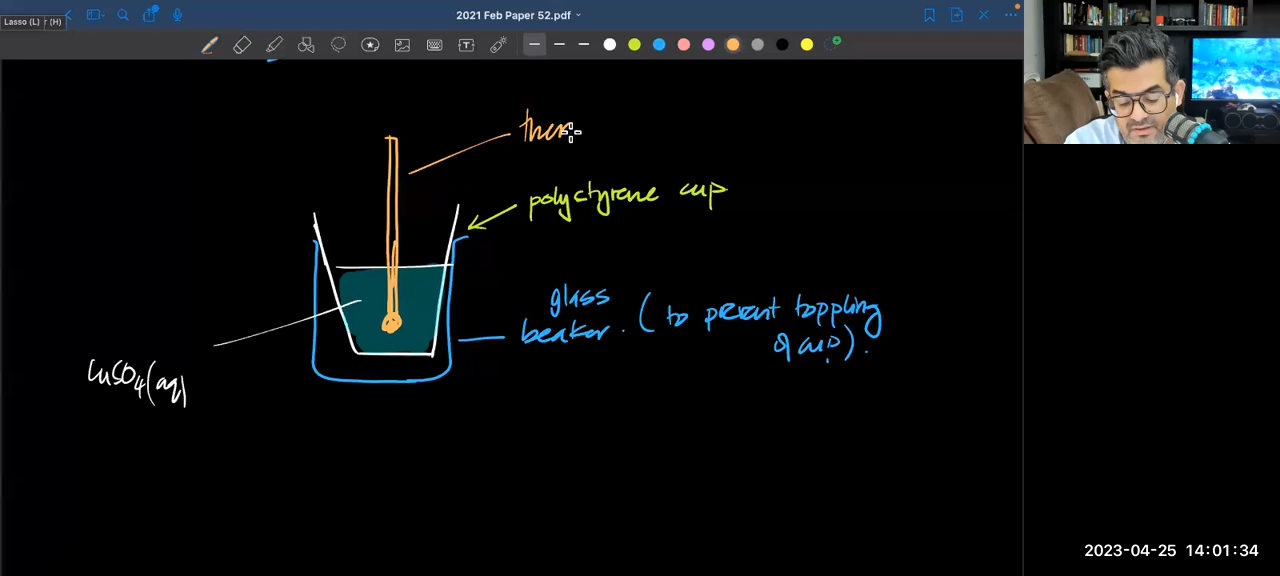 Lasso (L)
(H)
2021 Feb Paper 52.pdf
ther
polystyrene cup
glass
beaker. (to prevent toppling
of cup).
CuSO4(aq)
2023-04-25 14:01:34